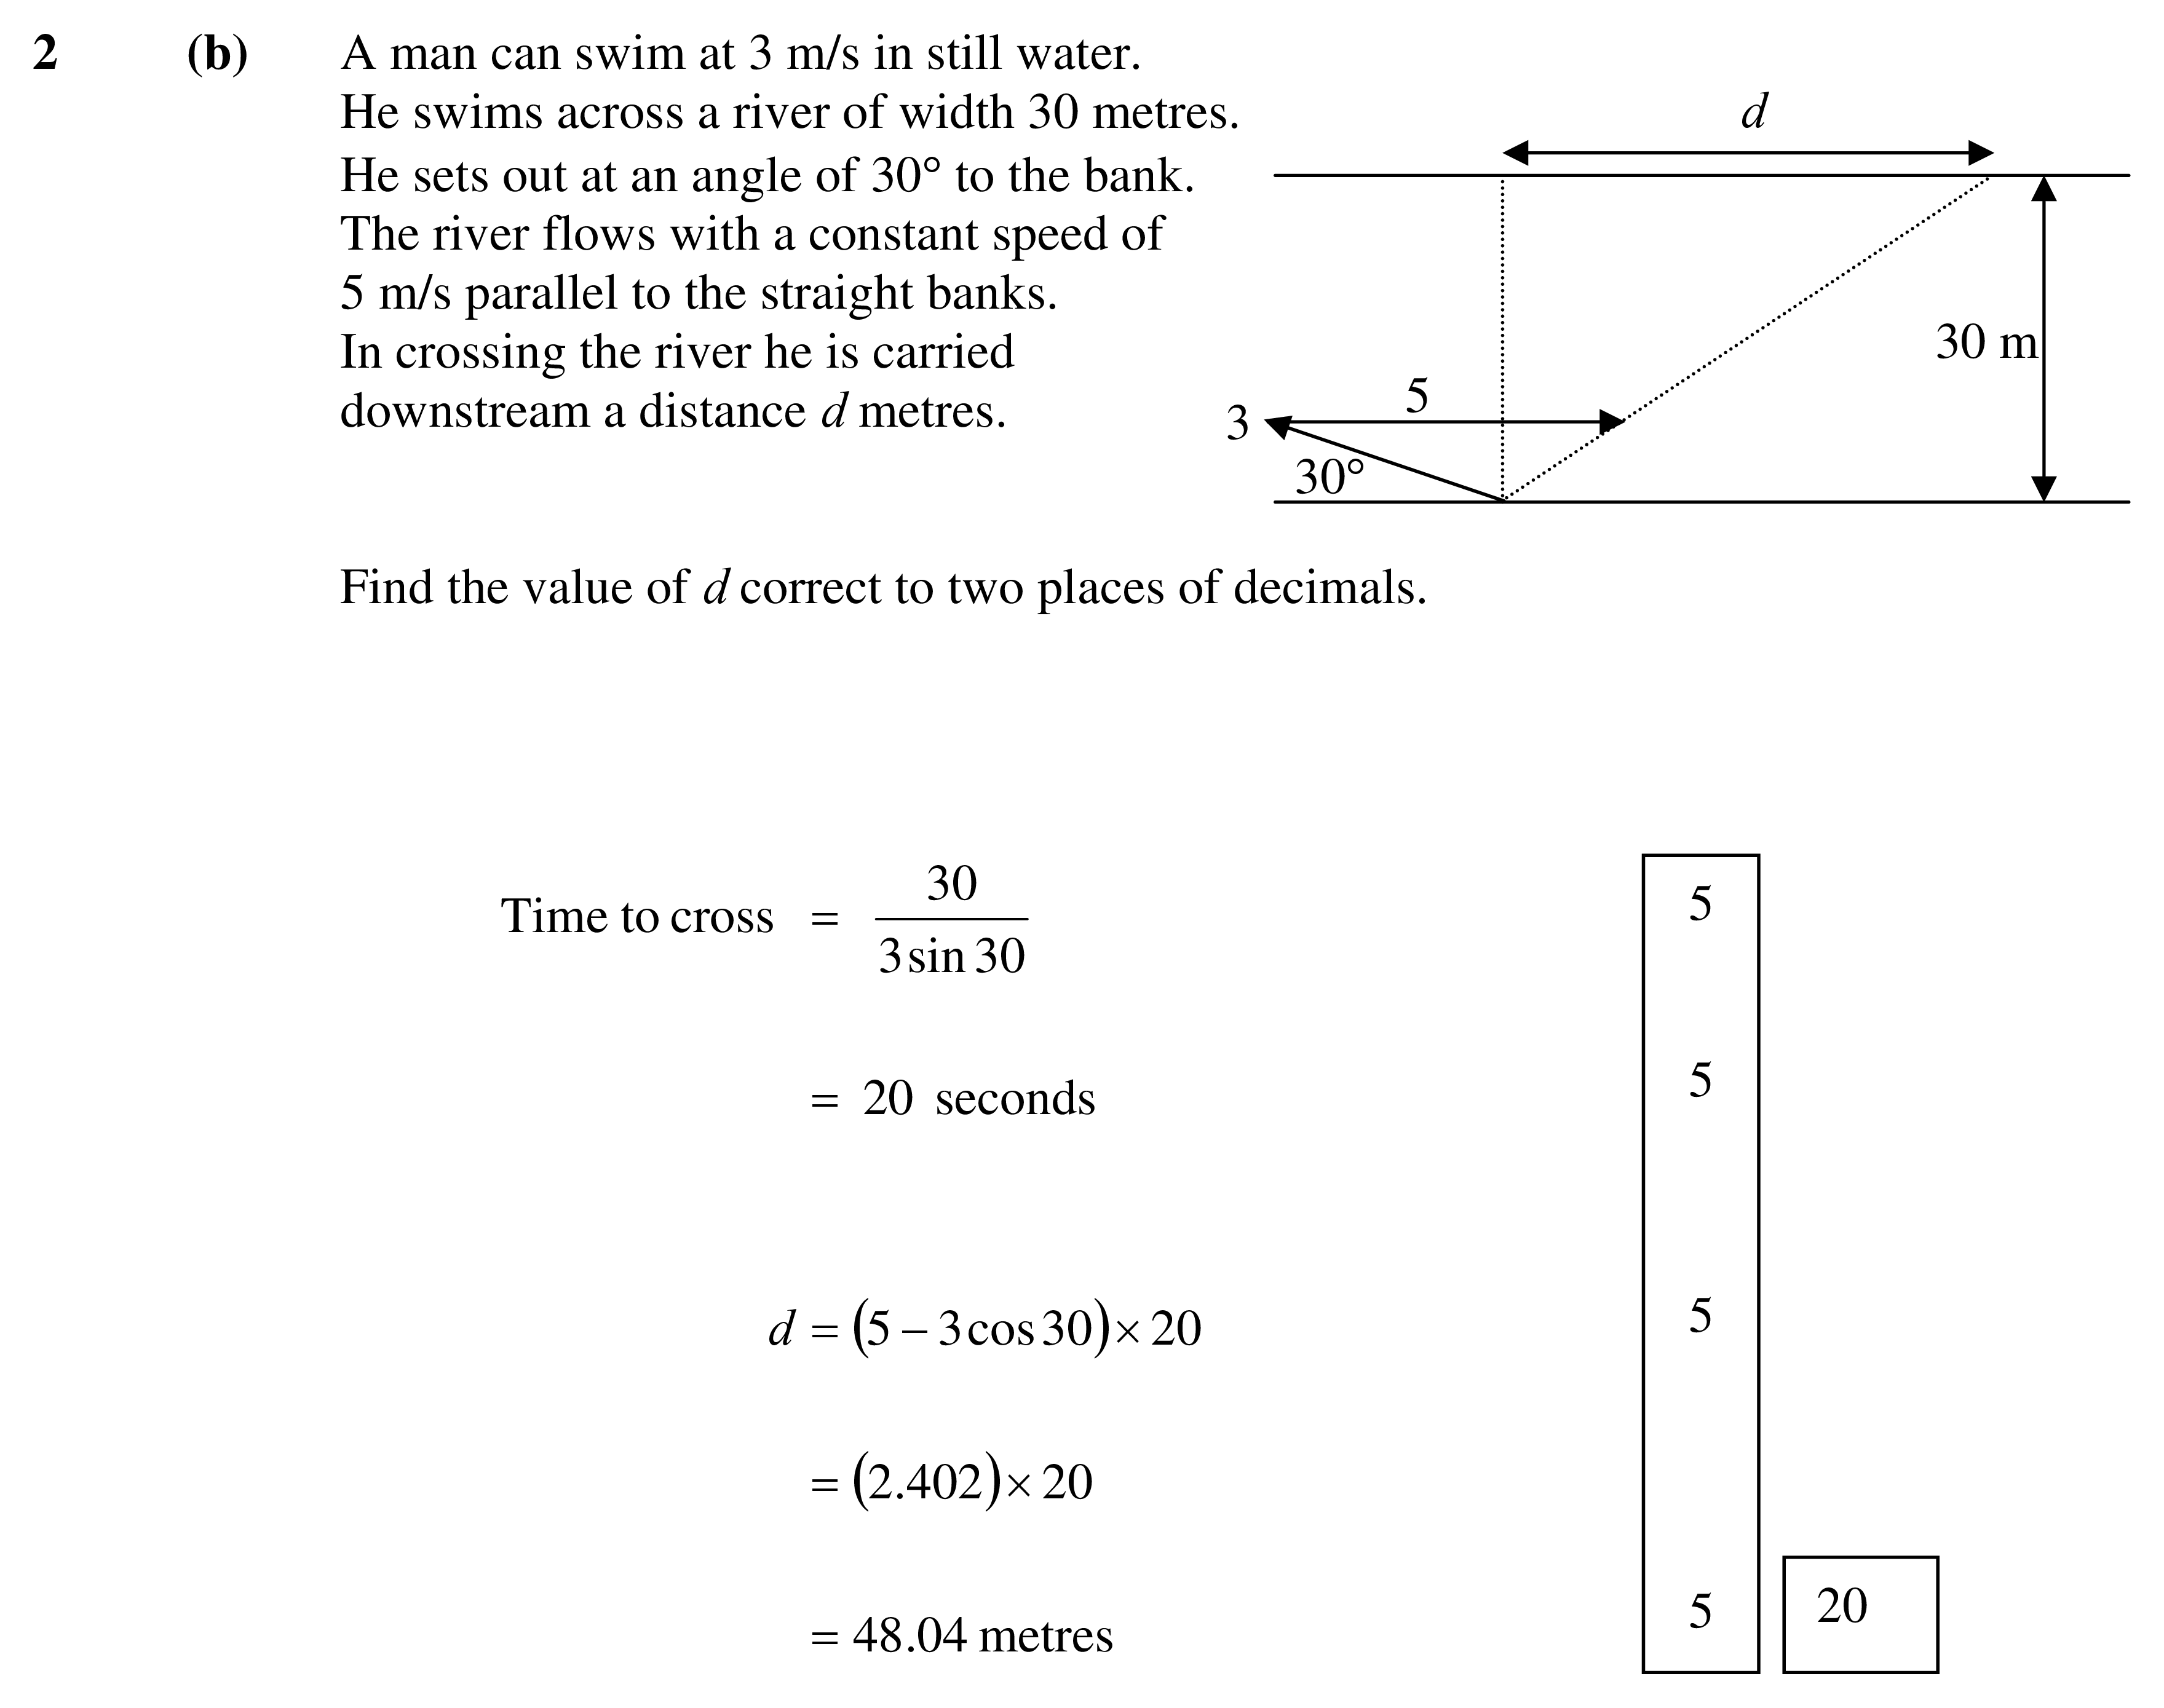 2 (b) A man can swim at 3 m/s in still water.
He swims across a river of width 30 metres.
He sets out at an angle of 30° to the bank.
The river flows with a constant speed of
5 m/s parallel to the straight banks.
In crossing the river he is carried
downstream a distance d metres.
d
30 m
5
3
30°
Find the value of d correct to two places of decimals.
Time to cross = 30 / 3 sin 30
5
= 20 seconds
5
d = (5 − 3 cos 30) × 20
5
= (2.402) × 20
= 48.04 metres
5
20